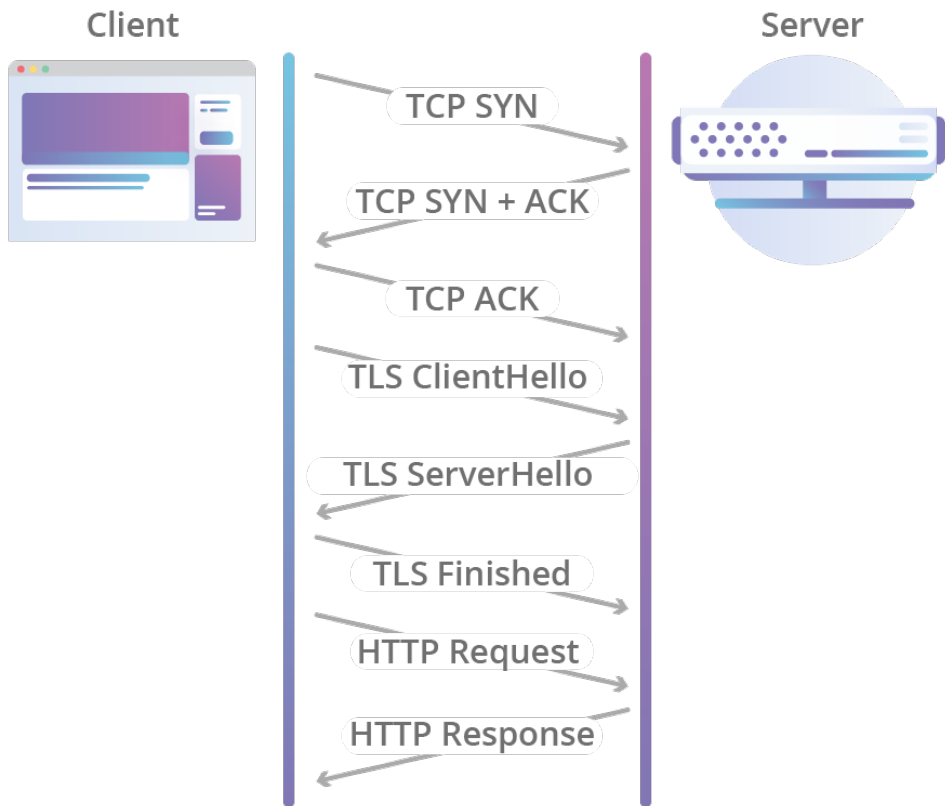 Client
Server
TCP SYN
TCP SYN + ACK
TCP ACK
TLS ClientHello
TLS ServerHello
TLS Finished
HTTP Request
HTTP Response